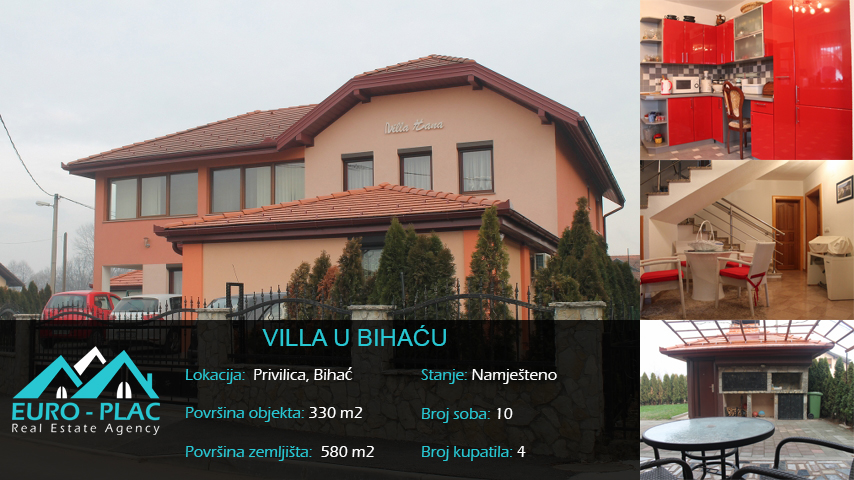 Villa Žana
VILLA U BIHAĆU
Lokacija: Privilica, Bihać
Stanje: Namješteno
Površina objekta: 330 m2
Broj soba: 10
Površina zemljišta: 580 m2
Broj kupatila: 4
EURO - PLAC
Real Estate Agency